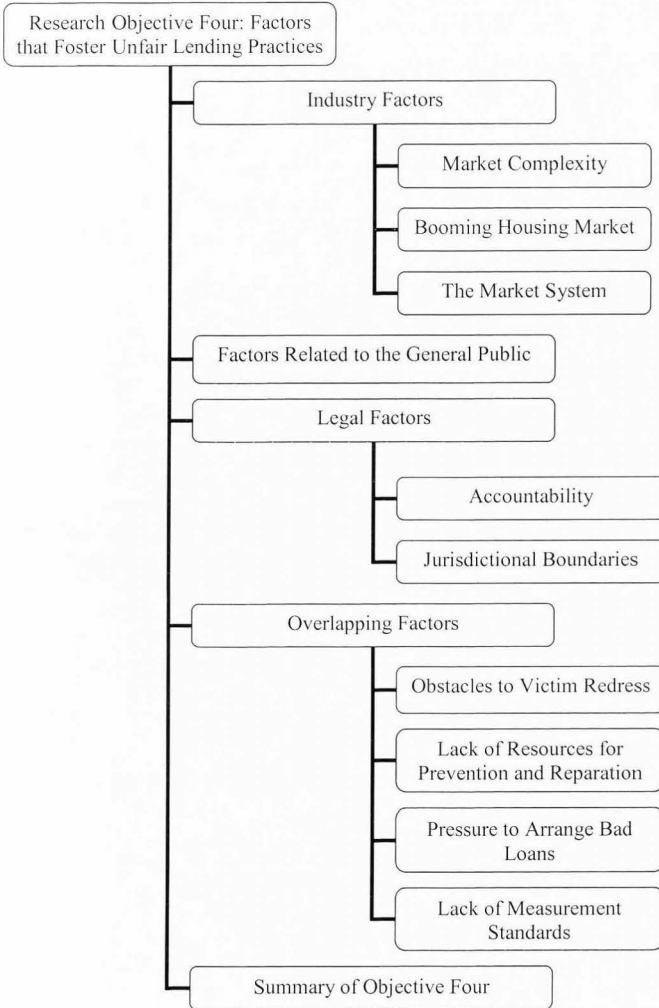 Research Objective Four: Factors
that Foster Unfair Lending Practices
Industry Factors
Market Complexity
Booming Housing Market
The Market System
Factors Related to the General Public
Legal Factors
Accountability
Jurisdictional Boundaries
Overlapping Factors
Obstacles to Victim Redress
Lack of Resources for
Prevention and Reparation
Pressure to Arrange Bad
Loans
Lack of Measurement
Standards
Summary of Objective Four